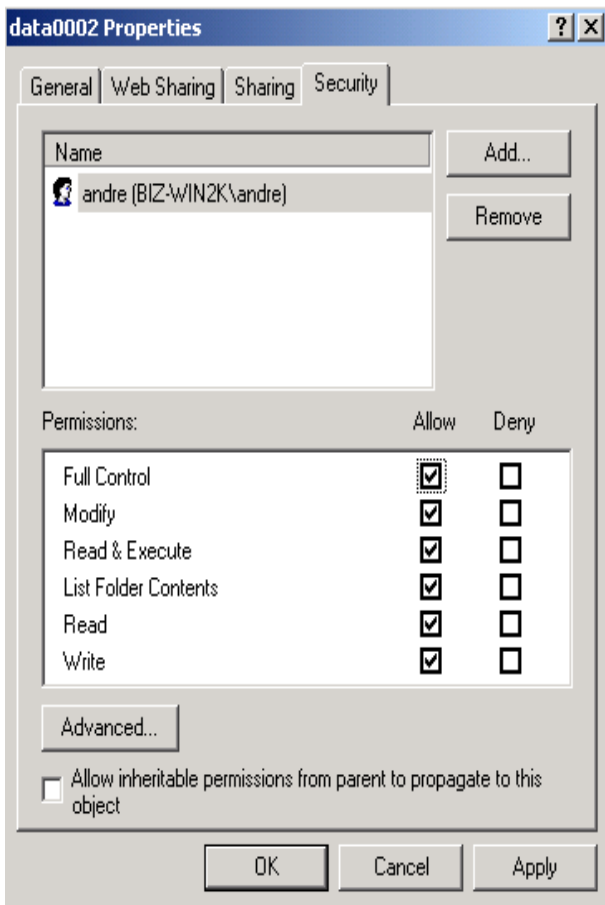 data0002 Properties
General Web Sharing Sharing Security
Name
Add...
andre (BIZ-WIN2K\andre)
Remove
Permissions: Allow Deny
Full Control
Modify
Read & Execute
List Folder Contents
Read
Write
Advanced...
Allow inheritable permissions from parent to propagate to this
object
OK Cancel Apply